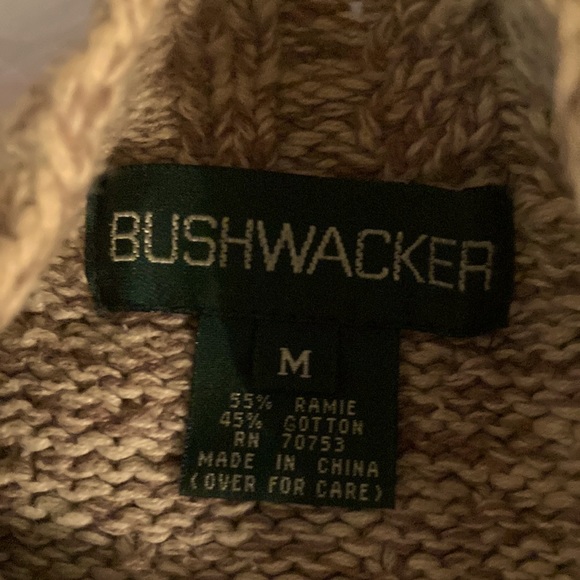 BUSHWACKER
M
55% RAMIE
45% COTTON
RN 70753
MADE IN CHINA
(OVER FOR CARE)